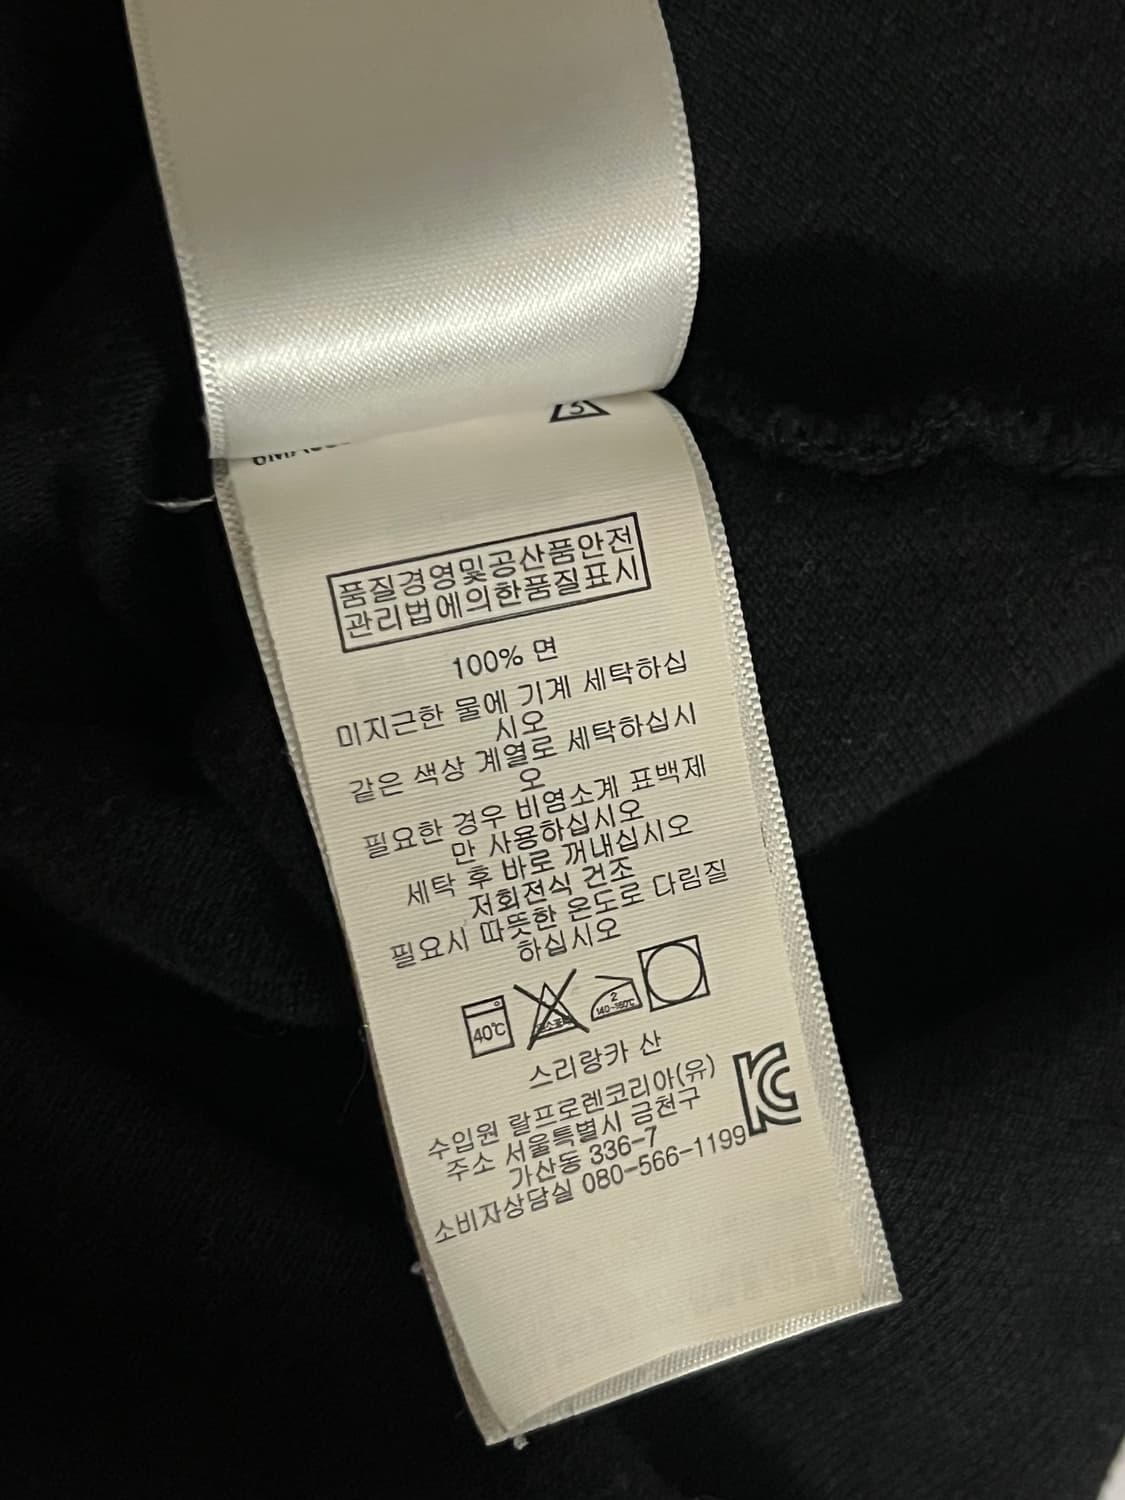 품질경영및공산품안전
관리법에의한품질표시
100% 면
미지근한 물에 기계 세탁하십
시오
같은 색상 계열로 세탁하십시
오
필요한 경우 비염소계 표백제
만 사용하십시오
세탁 후 바로 꺼내십시오
저회전식 건조
필요시 따뜻한 온도로 다림질
하십시오
40℃
2
140~160℃
스리랑카 산
수입원 랄프로렌코리아(유)
주소 서울특별시 금천구
가산동 336-7
소비자상담실 080-566-1199